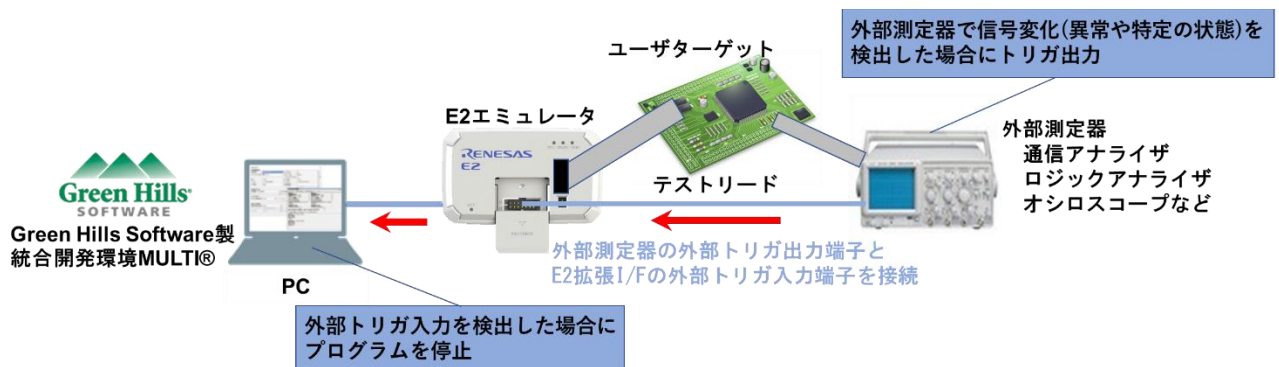 外部測定器で信号変化(異常や特定の状態)を
検出した場合にトリガ出力
ユーザターゲット
E2エミュレータ
RENESAS
E2
外部測定器
通信アナライザ
ロジックアナライザ
オシロスコープなど
テストリード
Green Hills®
SOFTWARE
Green Hills Software製
統合開発環境MULTI®
外部測定器の外部トリガ出力端子と
E2拡張I/Fの外部トリガ入力端子を接続
PC
外部トリガ入力を検出した場合に
プログラムを停止